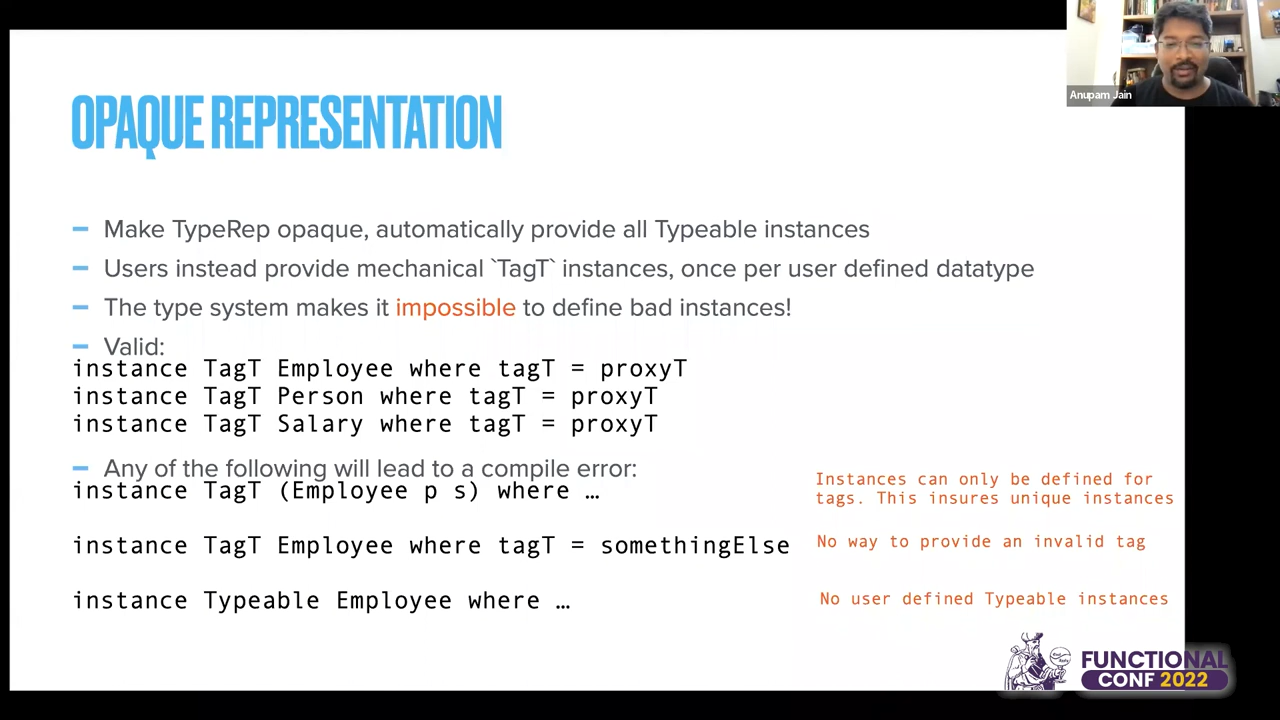 Anupam Jain
OPAQUE REPRESENTATION
– Make TypeRep opaque, automatically provide all Typeable instances
– Users instead provide mechanical `TagT` instances, once per user defined datatype
– The type system makes it impossible to define bad instances!
– Valid:
instance TagT Employee where tagT = proxyT
instance TagT Person where tagT = proxyT
instance TagT Salary where tagT = proxyT
– Any of the following will lead to a compile error:
instance TagT (Employee p s) where …
Instances can only be defined for
tags. This insures unique instances
instance TagT Employee where tagT = somethingElse
No way to provide an invalid tag
instance Typeable Employee where …
No user defined Typeable instances
FUNCTIONAL
CONF 2022